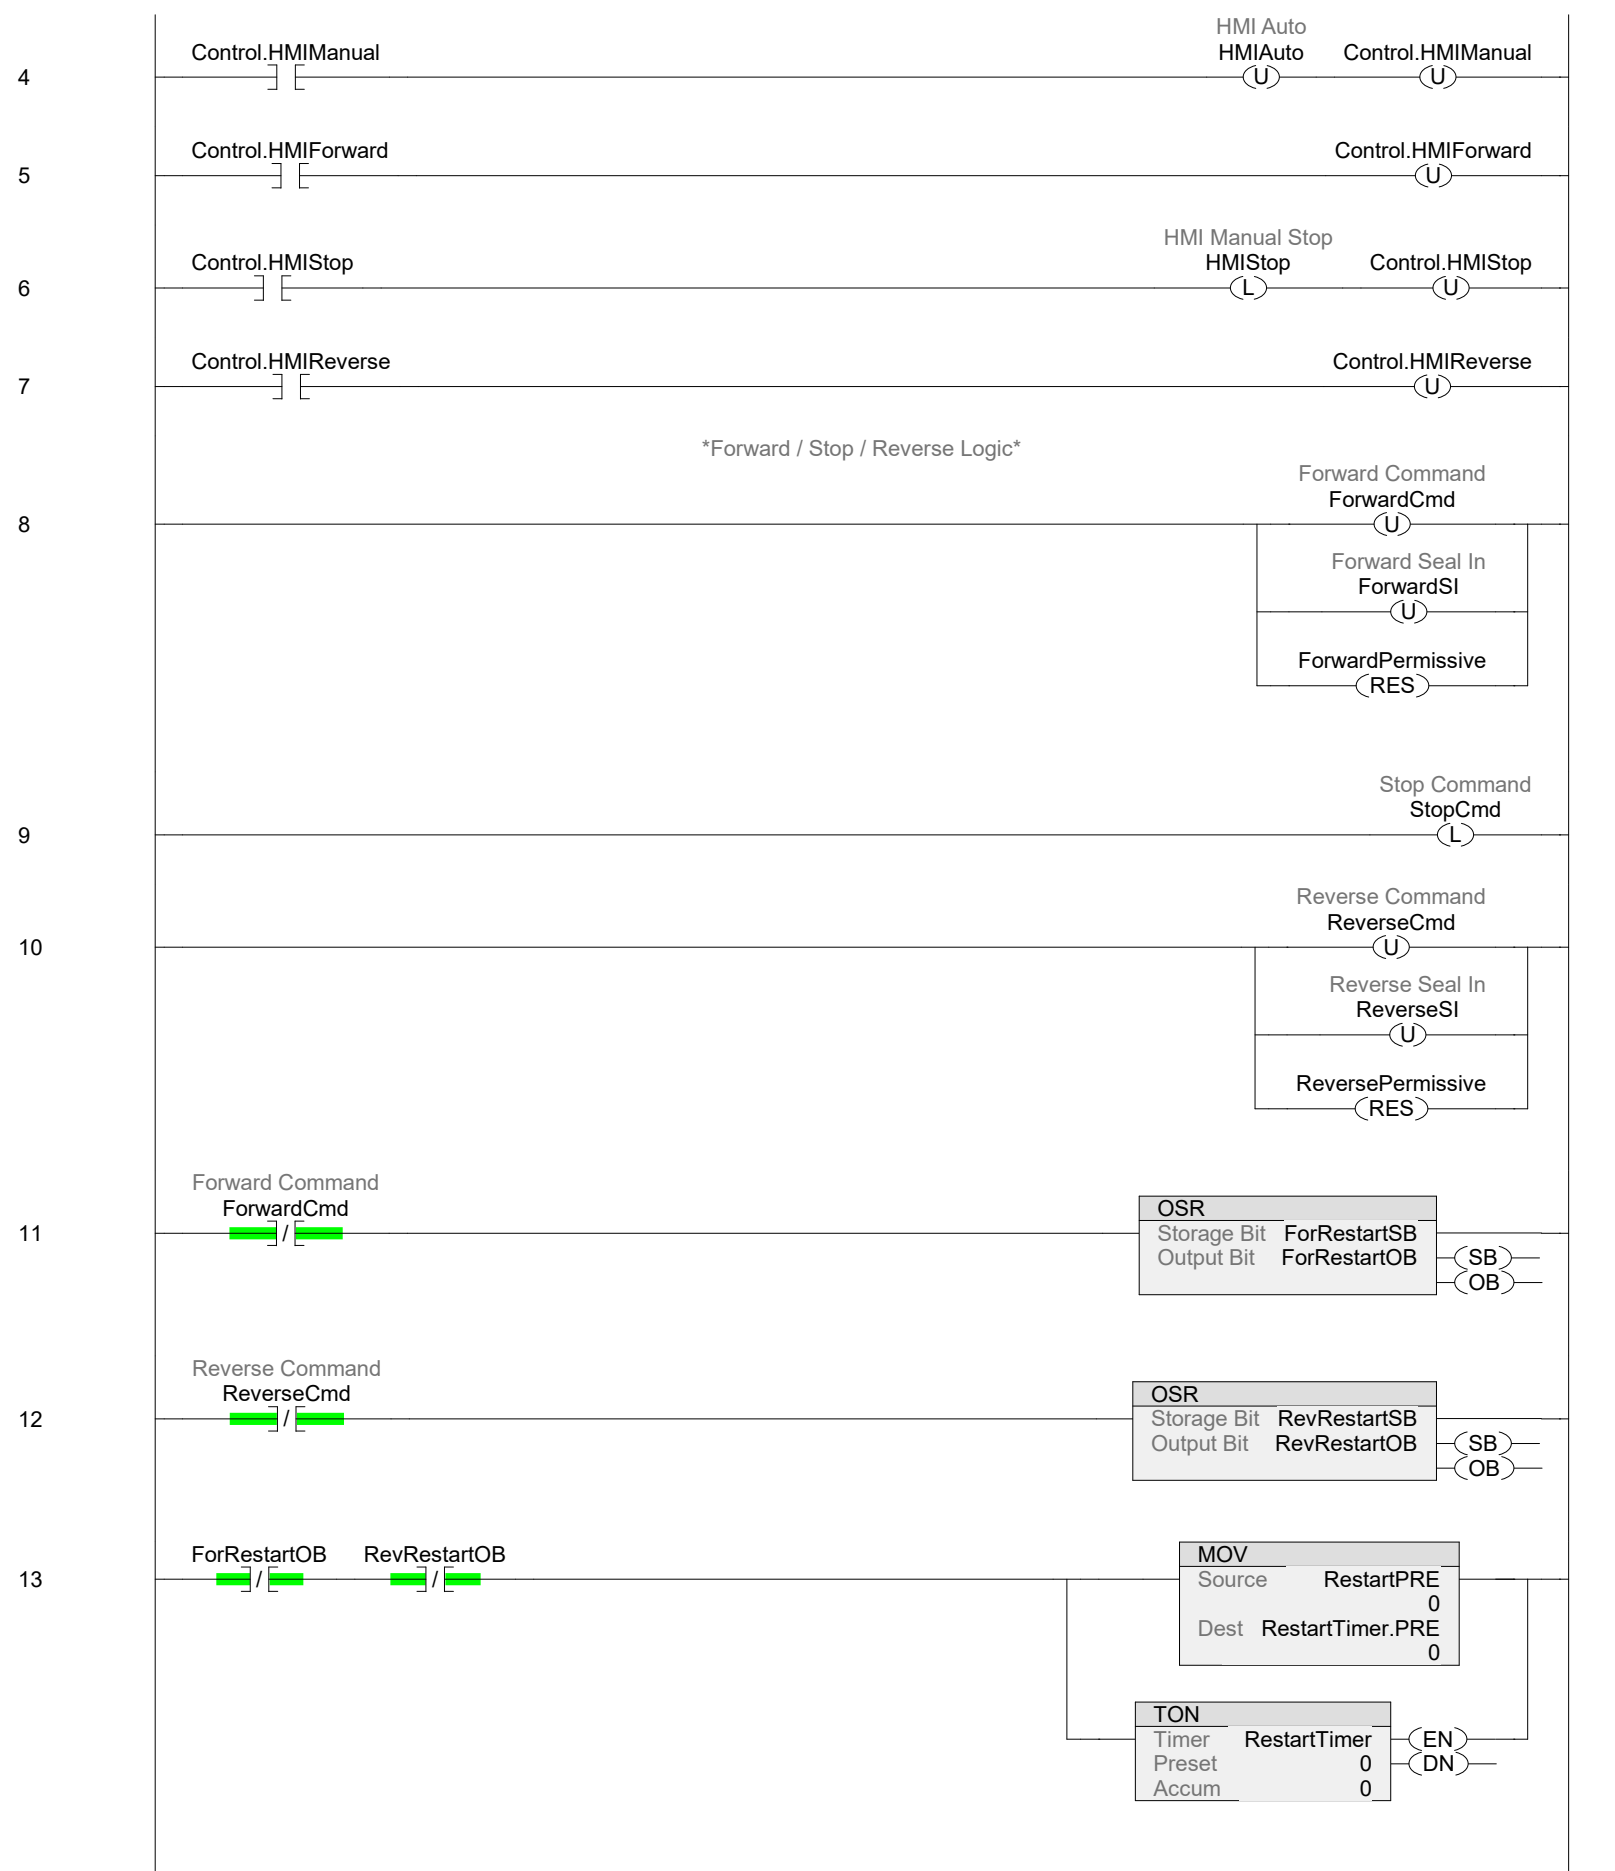 HMI Auto
Control.HMIManual HMIAuto Control.HMIManual
4 U U
Control.HMIForward Control.HMIForward
5 U
HMI Manual Stop
Control.HMIStop HMIStop Control.HMIStop
6 L U
Control.HMIReverse Control.HMIReverse
7 U
*Forward / Stop / Reverse Logic*
Forward Command
ForwardCmd
8 U
Forward Seal In
ForwardSI
U
ForwardPermissive
RES
Stop Command
StopCmd
9 L
Reverse Command
ReverseCmd
10 U
Reverse Seal In
ReverseSI
U
ReversePermissive
RES
Forward Command
ForwardCmd OSR
11 / Storage Bit ForRestartSB
Output Bit ForRestartOB SB
OB
Reverse Command
ReverseCmd OSR
12 / Storage Bit RevRestartSB
Output Bit RevRestartOB SB
OB
ForRestartOB RevRestartOB MOV
13 / / Source RestartPRE
0
Dest RestartTimer.PRE
0
TON
Timer RestartTimer EN
Preset 0 DN
Accum 0